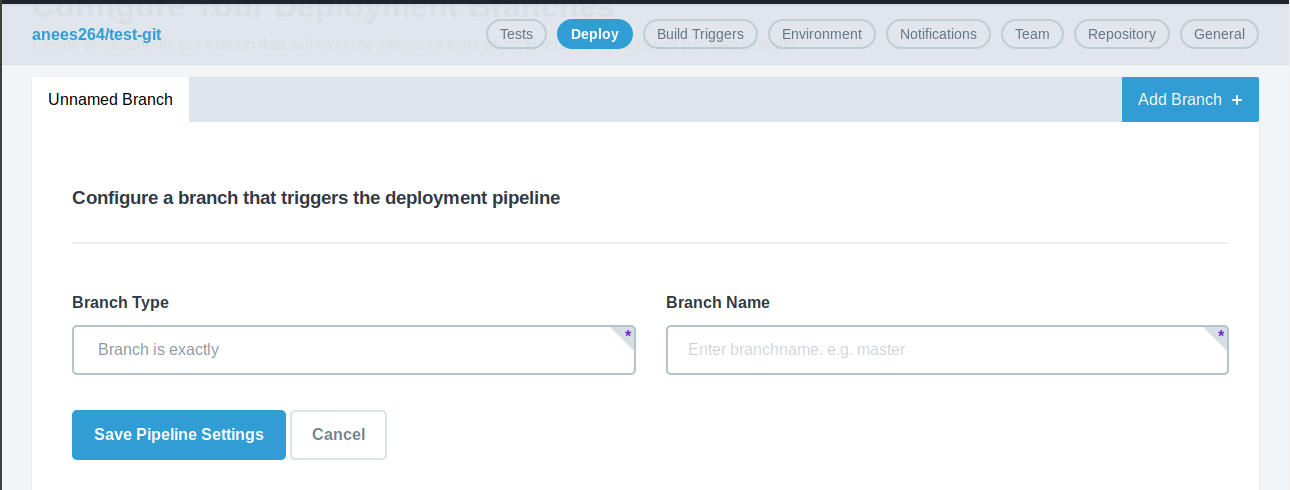 Configure Your Deployment Branches
anees264/test-git
Tests
Deploy
Build Triggers
Environment
Notifications
Team
Repository
General
Create deployments per branch that will execute after your tests
Unnamed Branch
Add Branch +
Configure a branch that triggers the deployment pipeline
Branch Type
Branch Name
Branch is exactly
*
Enter branchname. e.g. master
*
Save Pipeline Settings
Cancel